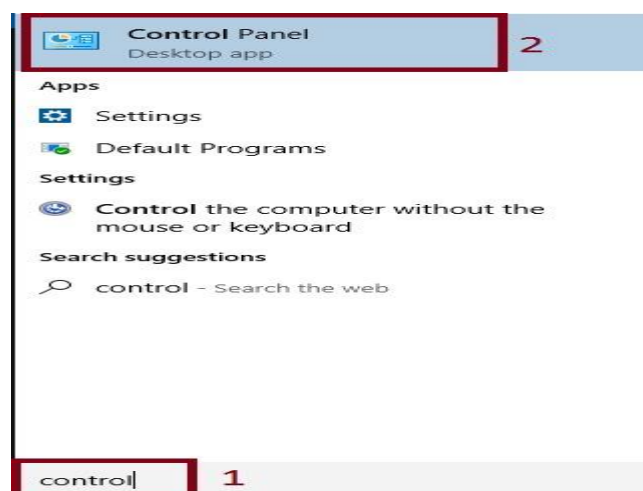 Control Panel
2
Desktop app
Apps
Settings
Default Programs
Settings
Control the computer without the
mouse or keyboard
Search suggestions
control - Search the web
control
1